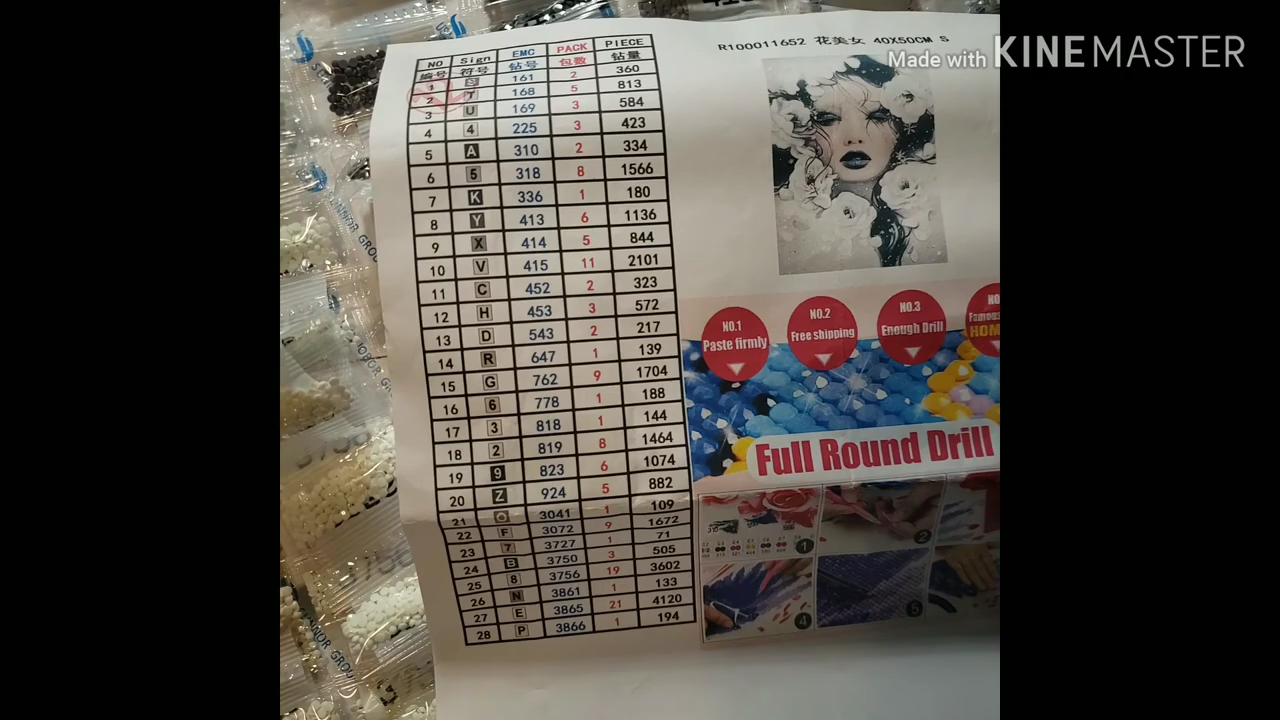 R100011652 花美女 40X50CM S
Made with KINEMASTER
NO Sign EMC PACK PIECE
编号 符号 钻号 包数 钻量
1 S 161 2 360
2 T 168 5 813
3 U 169 3 584
4 4 225 3 423
5 A 310 2 334
6 5 318 8 1566
7 K 336 1 180
8 Y 413 6 1136
9 X 414 5 844
10 V 415 11 2101
11 C 452 2 323
12 H 453 3 572
13 D 543 2 217
14 R 647 1 139
15 G 762 9 1704
16 6 778 1 188
17 3 818 1 144
18 2 819 8 1464
19 9 823 6 1074
20 Z 924 5 882
21 3041 1 109
22 F 3072 9 1672
23 7 3727 1 71
24 B 3750 3 505
25 8 3756 19 3602
26 N 3861 1 133
27 E 3865 21 4120
28 P 3866 1 194
NO.1
Paste firmly
NO.2
Free shipping
NO.3
Enough Drill
NO
Famous
HOM
Full Round Drill
1
2
4
5